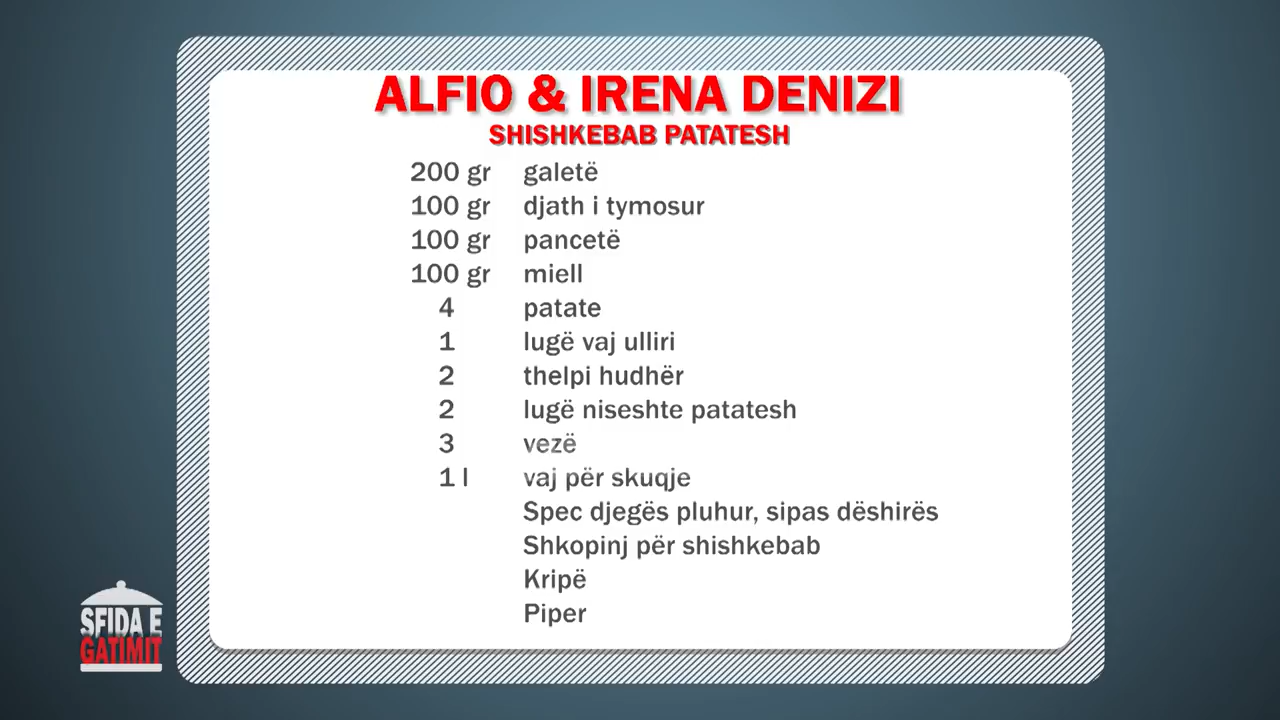 ALFIO & IRENA DENIZI
SHISHKEBAB PATATESH
200 gr galetë
100 gr djath i tymosur
100 gr pancetë
100 gr miell
4 patate
1 lugë vaj ulliri
2 thelpi hudhër
2 lugë niseshte patatesh
3 vezë
1 l vaj për skuqje
Spec djegës pluhur, sipas dëshirës
Shkopinj për shishkebab
Kripë
Piper
SFIDA E
GATIMIT